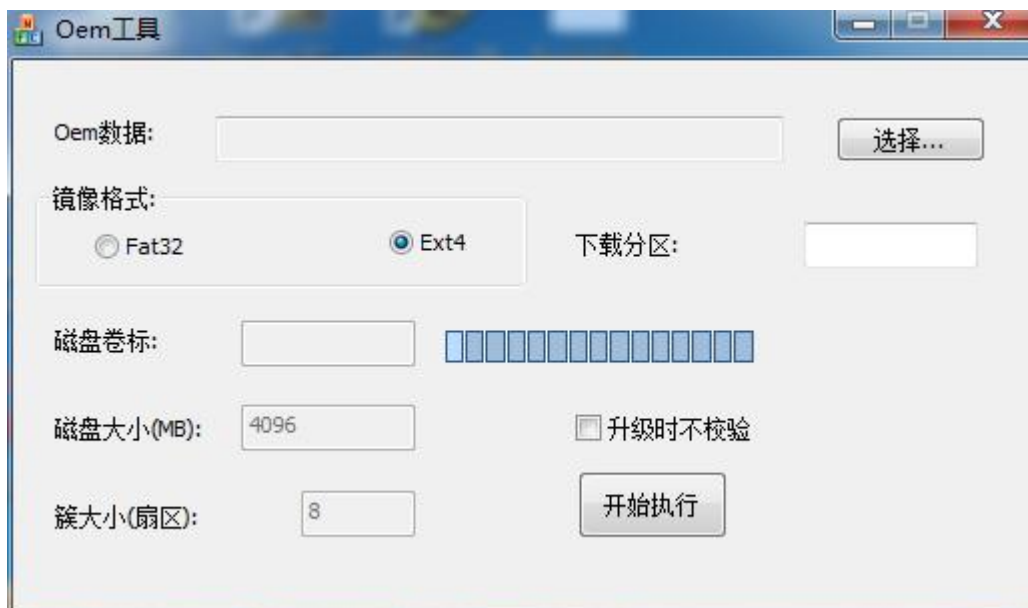 Oem工具
Oem数据:
选择...
镜像格式:
Fat32
Ext4
下载分区:
磁盘卷标:
磁盘大小(MB):
4096
升级时不校验
簇大小(扇区):
8
开始执行